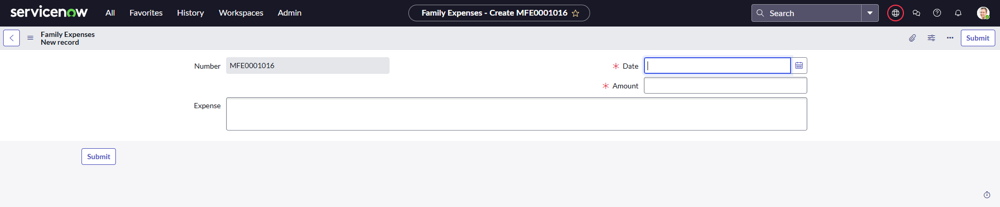 servicenow All Favorites History Workspaces Admin Family Expenses - Create MFE0001016 Search
Family Expenses
New record
Submit
Number MFE0001016 * Date
* Amount
Expense
Submit